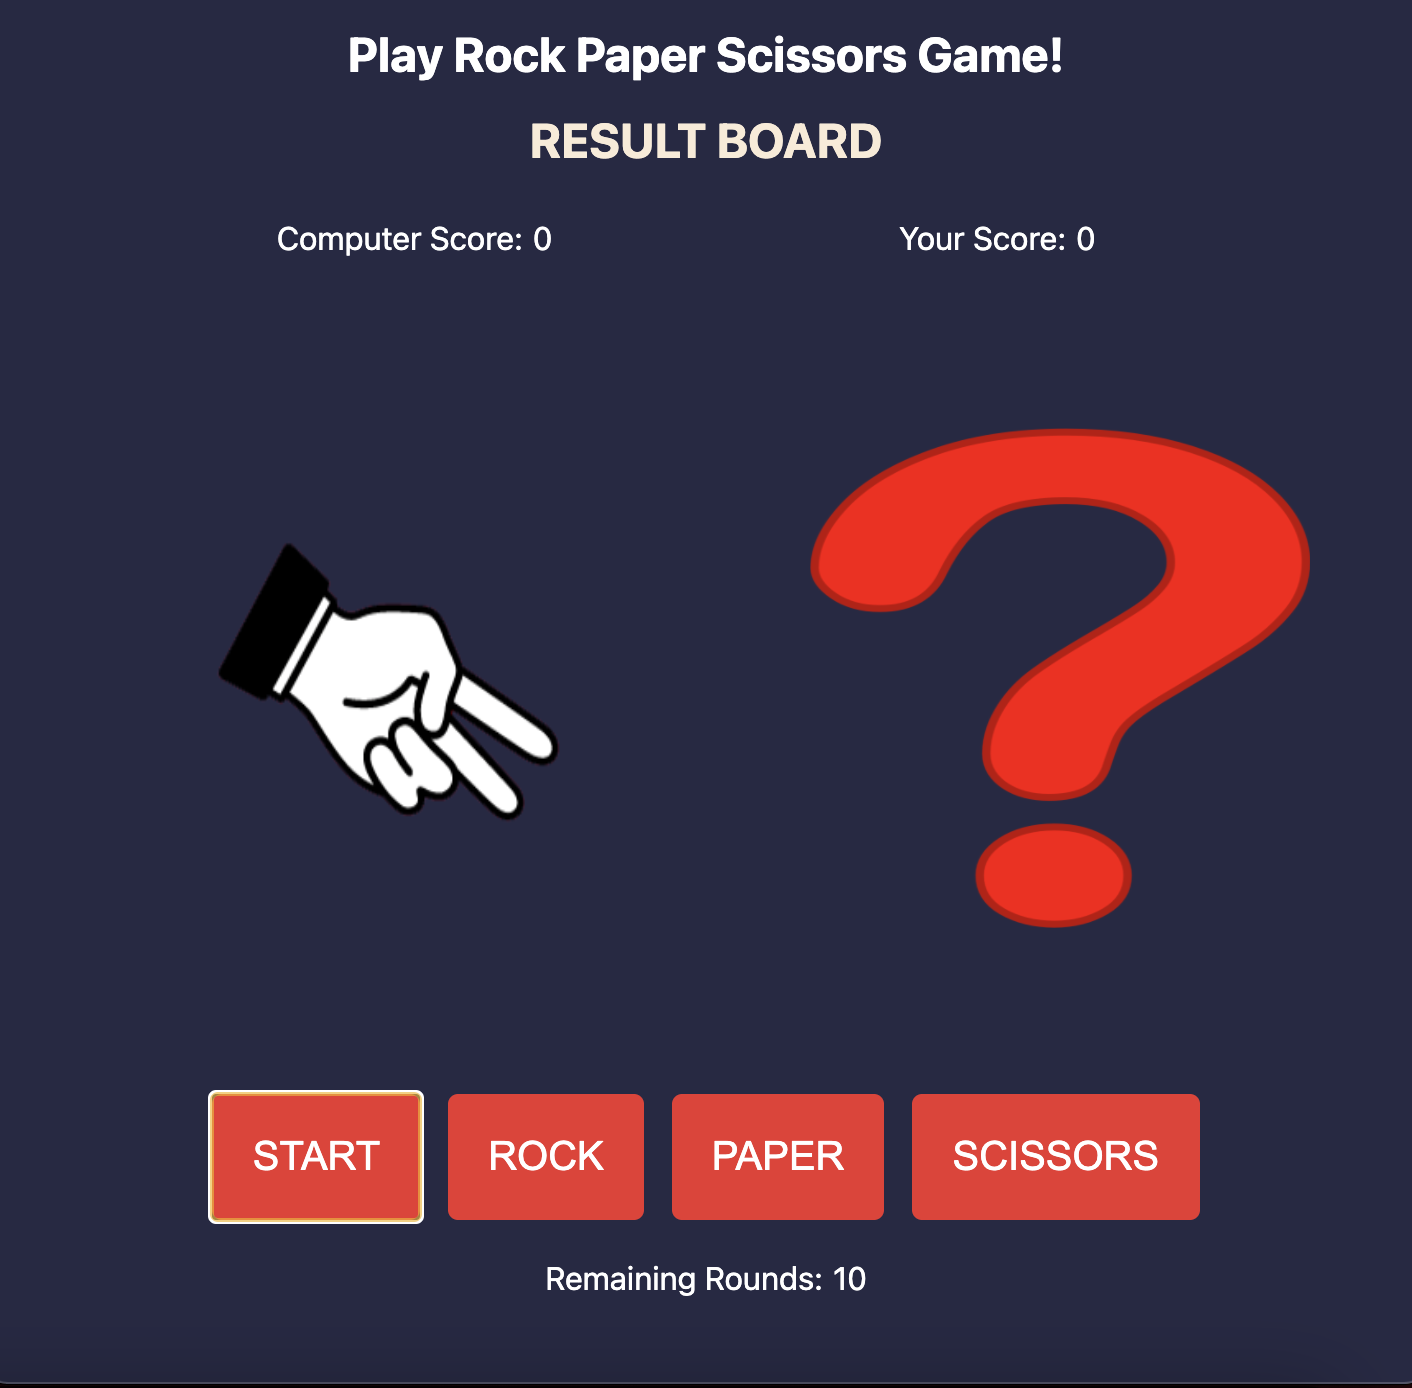 Play Rock Paper Scissors Game!
RESULT BOARD
Computer Score: 0
Your Score: 0
START
ROCK
PAPER
SCISSORS
Remaining Rounds: 10